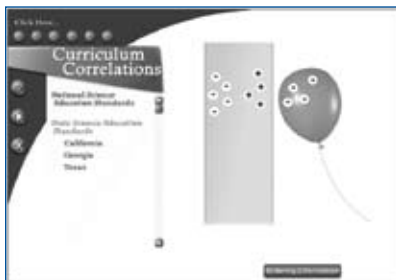 Click Here...
Curriculum
Correlations
National Science
Education Standards
State Science Education
Standards
California
Georgia
Texas